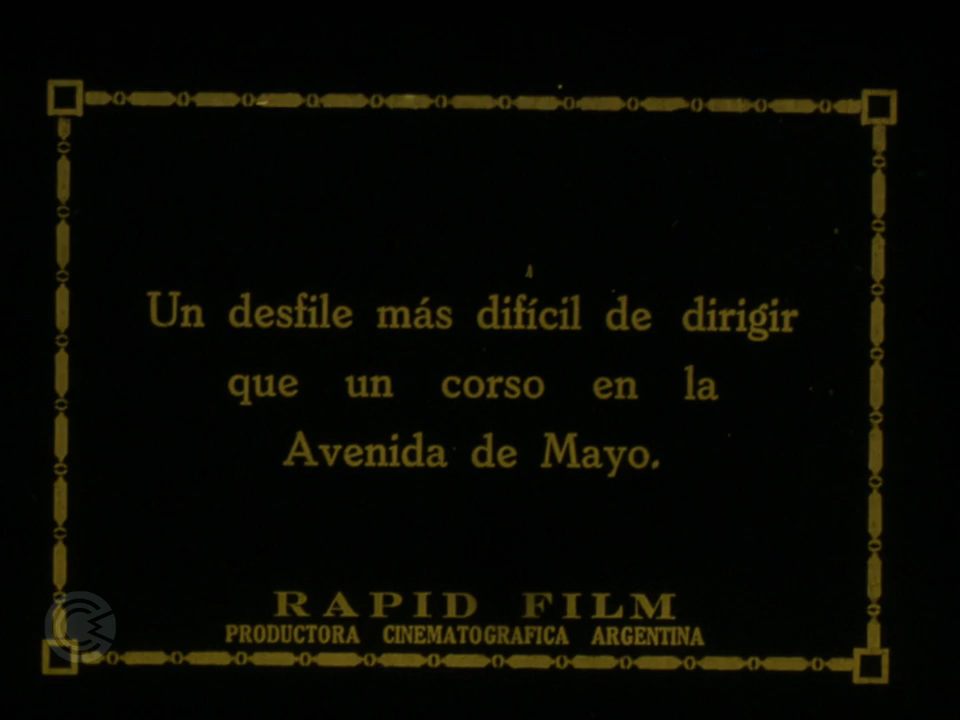 Un desfile más difícil de dirigir
que un corso en la
Avenida de Mayo.
RAPID FILM
PRODUCTORA CINEMATOGRAFICA ARGENTINA